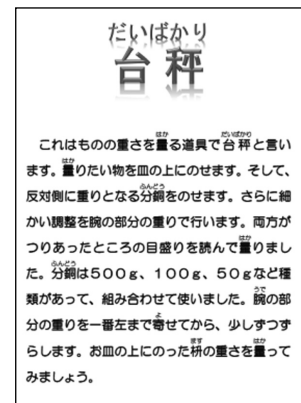 だいばかり
台秤
これはものの重さを量る道具で台秤と言い
ます。量りたい物を皿の上にのせます。そして、
反対側に重りとなる分銅をのせます。さらに細
かい調整を腕の部分の重りで行います。両方が
つりあったところの目盛りを読んで量りまし
た。分銅は500g、100g、50gなど種
類があって、組み合わせて使いました。腕の部
分の重りを一番左まで寄せてから、少しずつず
らします。お皿の上にのった枡の重さを量って
みましょう。